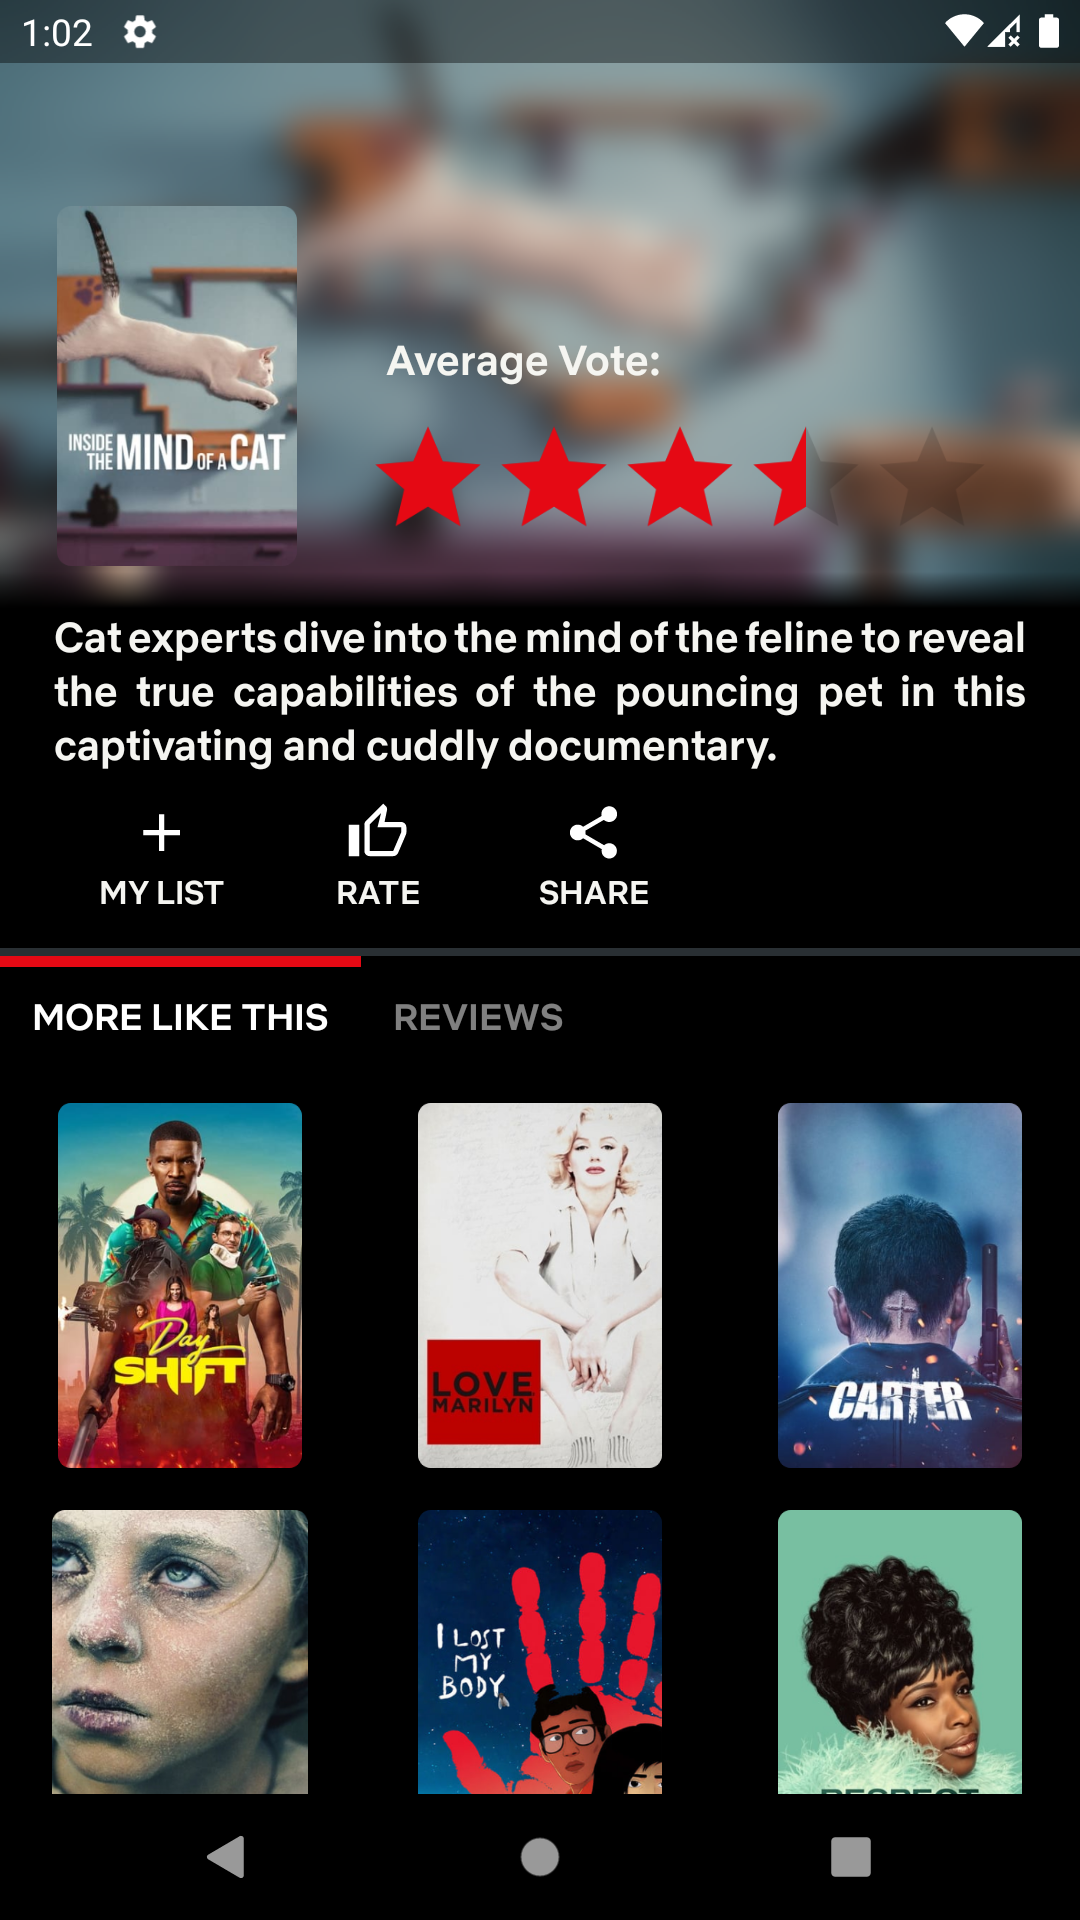 1:02
INSIDE
THE MIND OF A CAT
Average Vote:
Cat experts dive into the mind of the feline to reveal
the true capabilities of the pouncing pet in this
captivating and cuddly documentary.
MY LIST
RATE
SHARE
MORE LIKE THIS
REVIEWS
Day
SHIFT
LOVE
MARILYN
CARTER
I LOST
MY
BODY
RESPECT